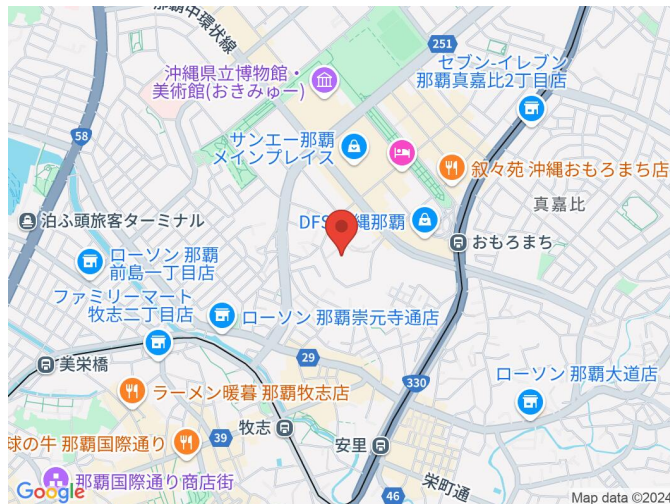 那覇中環状線
251
セブン-イレブン
那覇真嘉比2丁目店
沖縄県立博物館・
美術館(おきみゅー)
58
サンエー那覇
メインプレイス
叙々苑 沖縄おもろまち店
真嘉比
泊ふ頭旅客ターミナル
DFS
縄那覇
おもろまち
ローソン 那覇
前島一丁目店
ファミリーマート
牧志二丁目店
ローソン 那覇崇元寺通店
美栄橋
29
330
ローソン 那覇大道店
ラーメン暖暮 那覇牧志店
牧志
安里
球の牛 那覇国際通り
39
那覇国際通り商店街
栄町通
46
Google
Map data ©2024